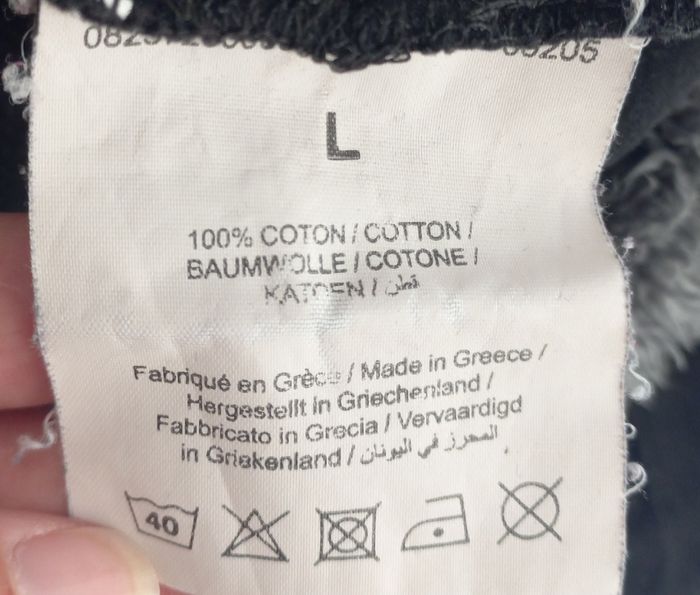 L
100% COTON / COTTON /
BAUMWOLLE / COTONE /
KATOEN / قطن
Fabriqué en Grèce / Made in Greece /
Hergestellt in Griechenland /
Fabbricato in Grecia / Vervaardigd
in Griekenland / في اليونان
40